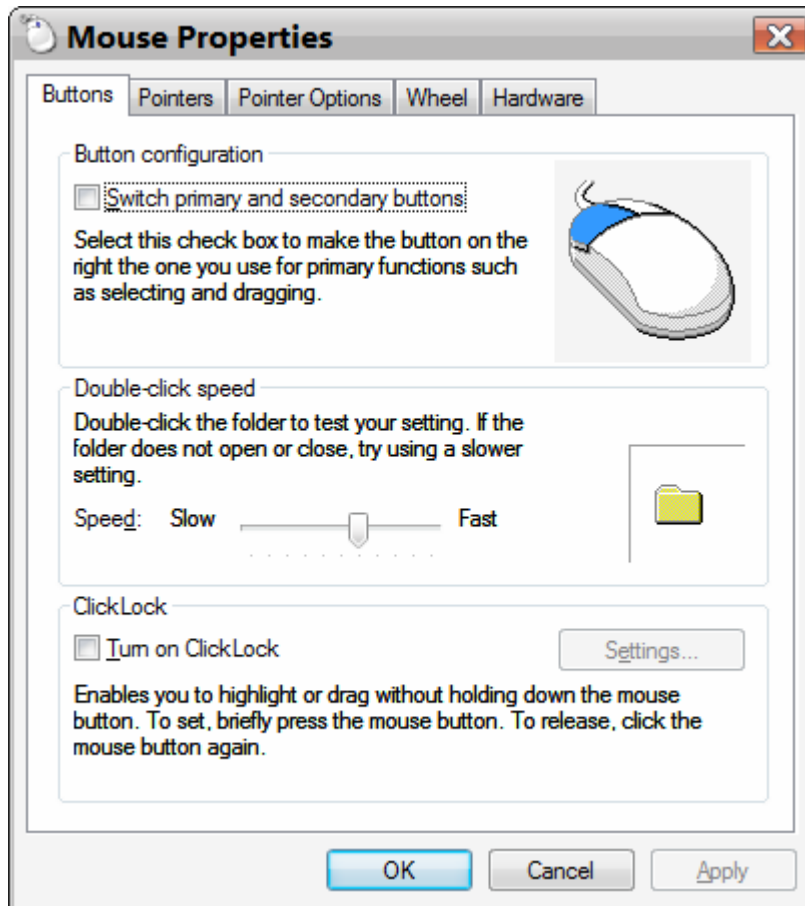 Mouse Properties
Buttons Pointers Pointer Options Wheel Hardware
Button configuration
Switch primary and secondary buttons
Select this check box to make the button on the
right the one you use for primary functions such
as selecting and dragging.
Double-click speed
Double-click the folder to test your setting. If the
folder does not open or close, try using a slower
setting.
Speed: Slow Fast
ClickLock
Turn on ClickLock Settings...
Enables you to highlight or drag without holding down the mouse
button. To set, briefly press the mouse button. To release, click the
mouse button again.
OK Cancel Apply